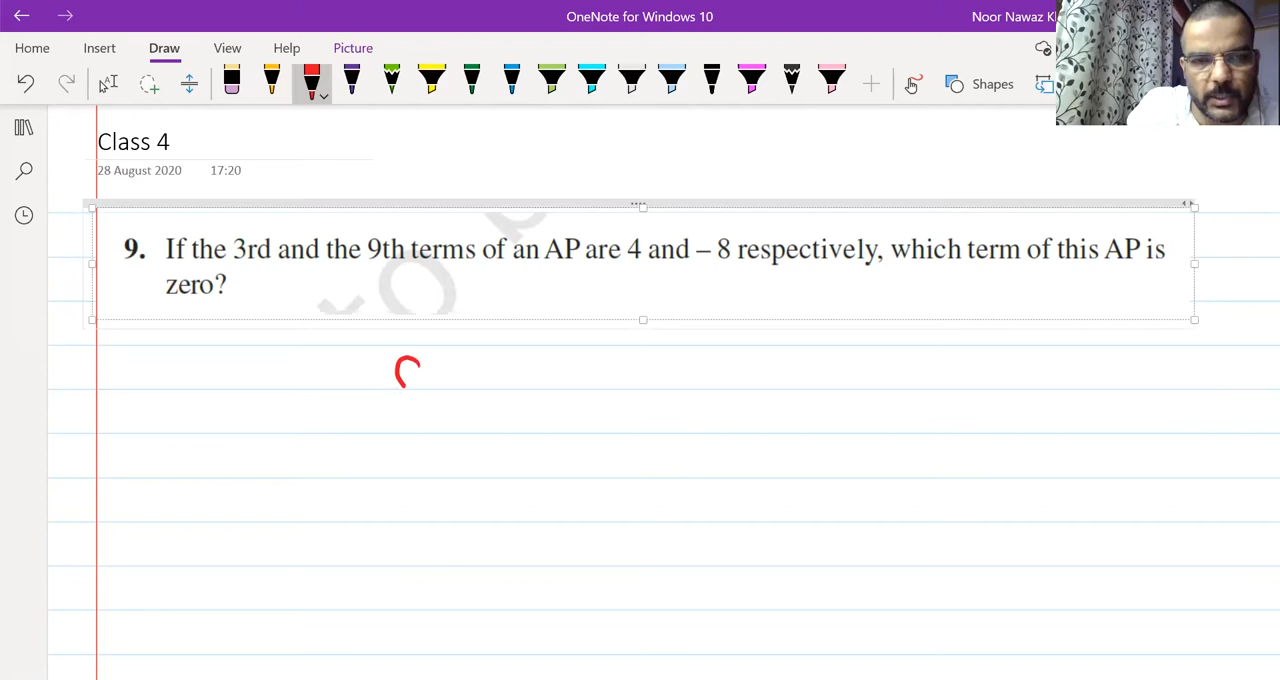 OneNote for Windows 10
Noor Nawaz
Home Insert Draw View Help Picture
Shapes
Class 4
28 August 2020 17:20
9. If the 3rd and the 9th terms of an AP are 4 and – 8 respectively, which term of this AP is
zero?